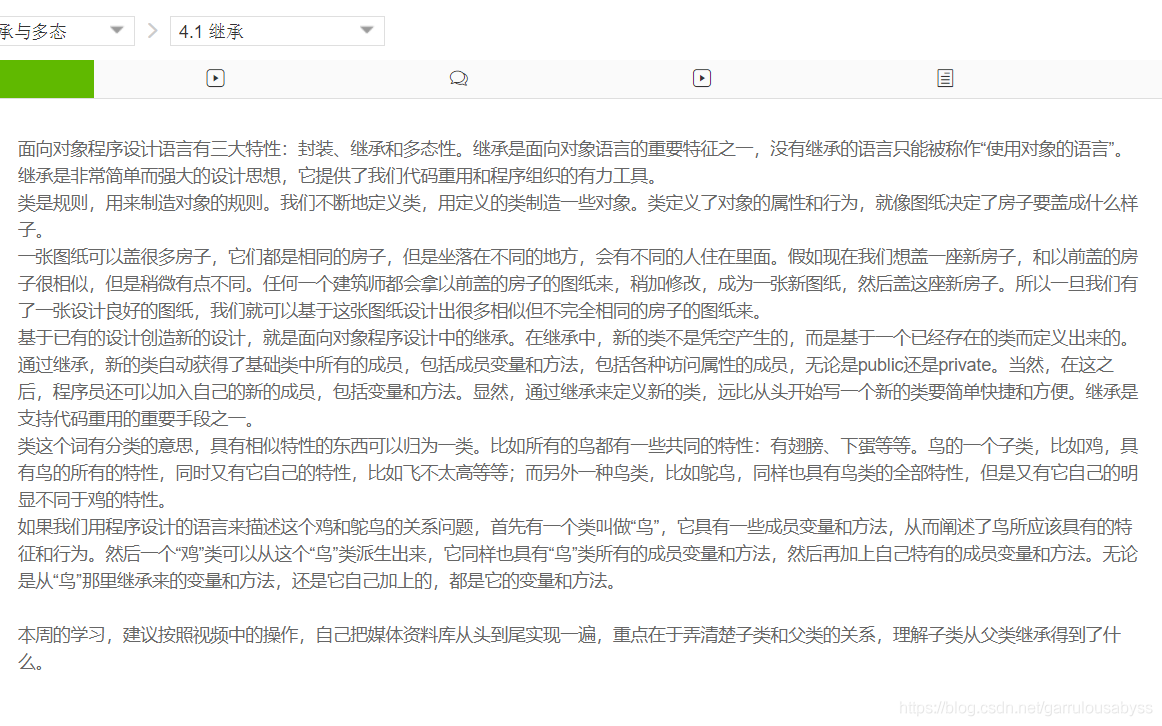 承与多态
4.1 继承
面向对象程序设计语言有三大特性：封装、继承和多态性。继承是面向对象语言的重要特征之一，没有继承的语言只能被称作“使用对象的语言”。
继承是非常简单而强大的设计思想，它提供了我们代码重用和程序组织的有力工具。
类是规则，用来制造对象的规则。我们不断地定义类，用定义的类制造一些对象。类定义了对象的属性和行为，就像图纸决定了房子要盖成什么样
子。
一张图纸可以盖很多房子，它们都是相同的房子，但是坐落在不同的地方，会有不同的人住在里面。假如现在我们想盖一座新房子，和以前盖的房
子很相似，但是稍微有点不同。任何一个建筑师都会拿以前盖的房子的图纸来，稍加修改，成为一张新图纸，然后盖这座新房子。所以一旦我们有
了一张设计良好的图纸，我们就可以基于这张图纸设计出很多相似但不完全相同的房子的图纸来。
基于已有的设计创造新的设计，就是面向对象程序设计中的继承。在继承中，新的类不是凭空产生的，而是基于一个已经存在的类而定义出来的。
通过继承，新的类自动获得了基础类中所有的成员，包括成员变量和方法，包括各种访问属性的成员，无论是public还是private。当然，在这之
后，程序员还可以加入自己的新的成员，包括变量和方法。显然，通过继承来定义新的类，远比从头开始写一个新的类要简单快捷和方便。继承是
支持代码重用的重要手段之一。
类这个词有分类的意思，具有相似特性的东西可以归为一类。比如所有的鸟都有一些共同的特性：有翅膀、下蛋等等。鸟的一个子类，比如鸡，具
有鸟的所有的特性，同时又有它自己的特性，比如飞不太高等等；而另外一种鸟类，比如鸵鸟，同样也具有鸟类的全部特性，但是又有它自己的明
显不同于鸡的特性。
如果我们用程序设计的语言来描述这个鸡和鸵鸟的关系问题，首先有一个类叫做“鸟”，它具有一些成员变量和方法，从而阐述了鸟所应该具有的特
征和行为。然后一个“鸡”类可以从这个“鸟”类派生出来，它同样也具有“鸟”类所有的成员变量和方法，然后再加上自己特有的成员变量和方法。无论
是从“鸟”那里继承来的变量和方法，还是它自己加上的，都是它的变量和方法。
本周的学习，建议按照视频中的操作，自己把媒体资料库从头到尾实现一遍，重点在于弄清楚子类和父类的关系，理解子类从父类继承得到了什
么。
https://blog.csdn.net/garrulousabyss